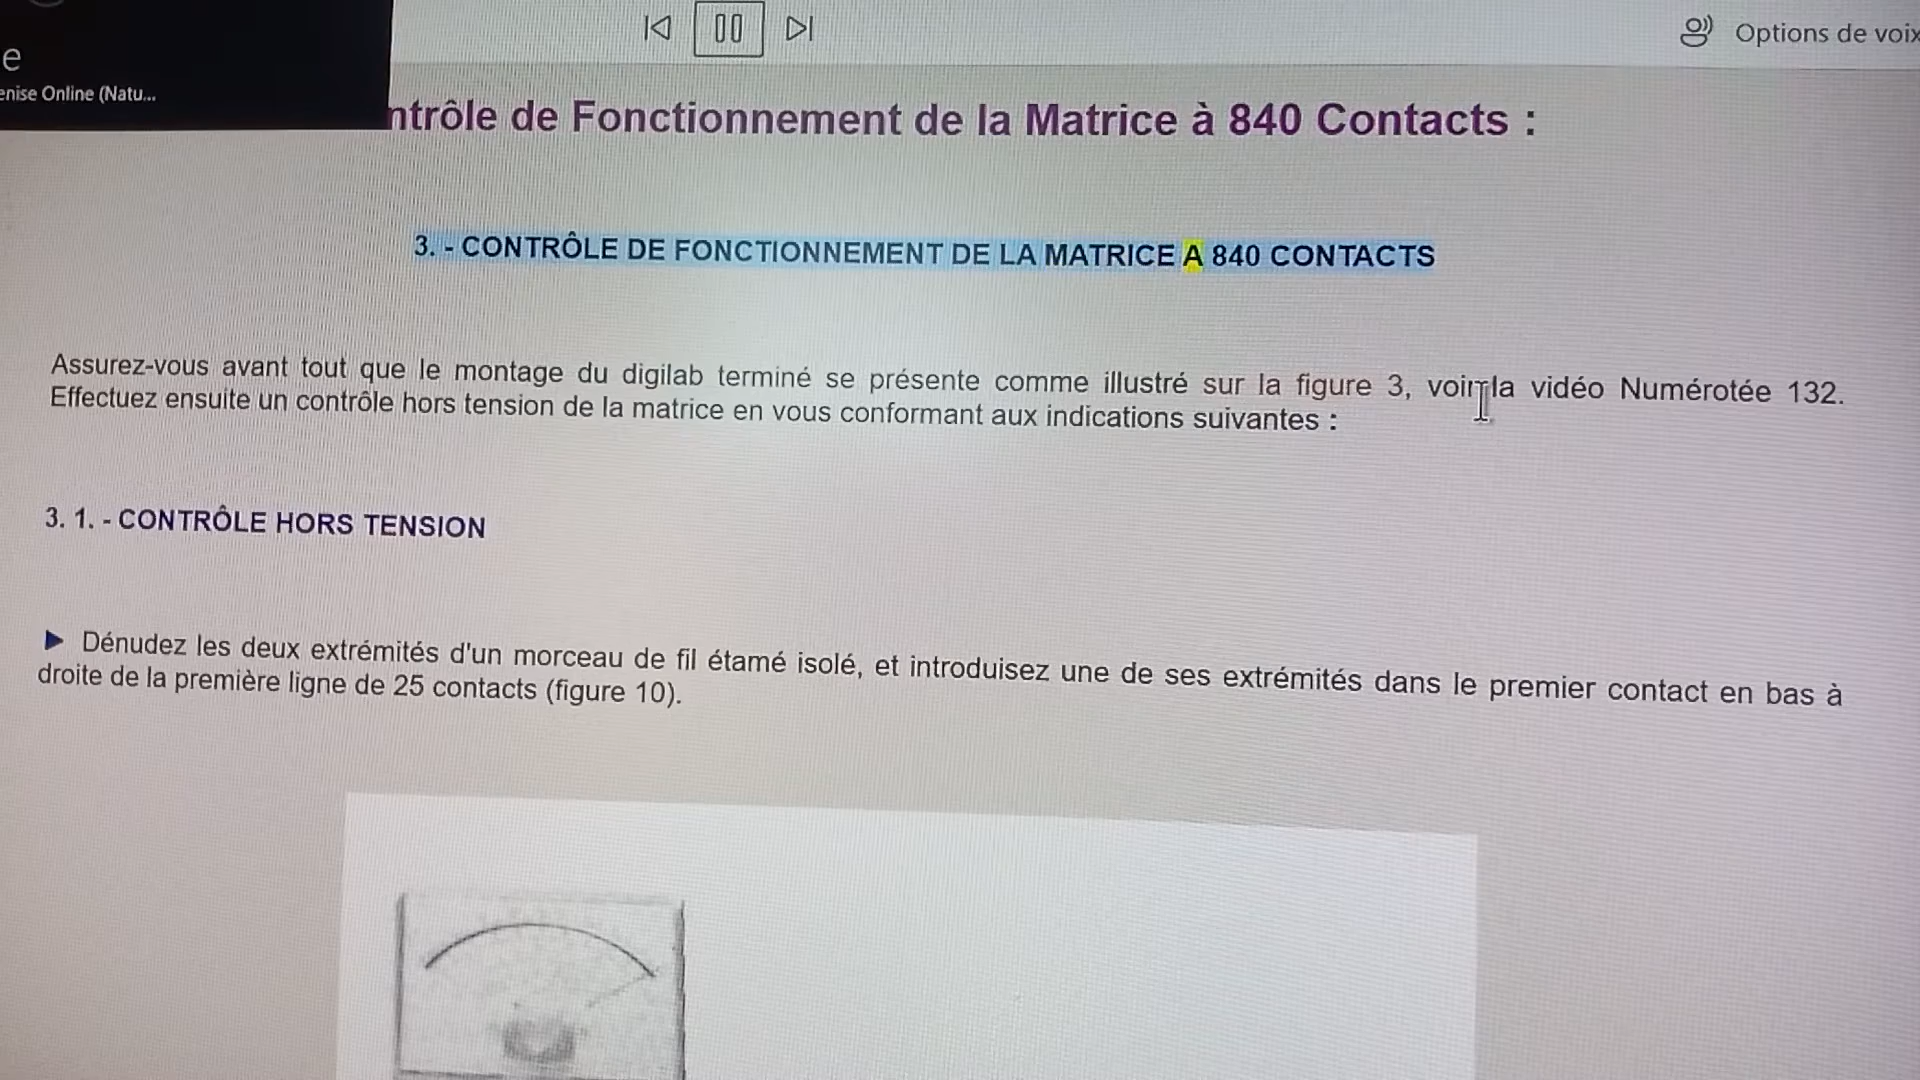 e
enise Online (Natu...
Options de voix
ntrôle de Fonctionnement de la Matrice à 840 Contacts :
3. - CONTRÔLE DE FONCTIONNEMENT DE LA MATRICE A 840 CONTACTS
Assurez-vous avant tout que le montage du digilab terminé se présente comme illustré sur la figure 3, voir la vidéo Numérotée 132.
Effectuez ensuite un contrôle hors tension de la matrice en vous conformant aux indications suivantes :
3. 1. - CONTRÔLE HORS TENSION
► Dénudez les deux extrémités d'un morceau de fil étamé isolé, et introduisez une de ses extrémités dans le premier contact en bas à
droite de la première ligne de 25 contacts (figure 10).